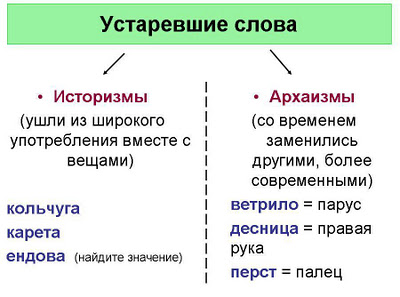 Устаревшие слова
• Историзмы
(ушли из широкого
употребления вместе с
вещами)
кольчуга
карета
ендова (найдите значение)
• Архаизмы
(со временем
заменились
другими, более
современными)
ветрило = парус
десница = правая
рука
перст = палец